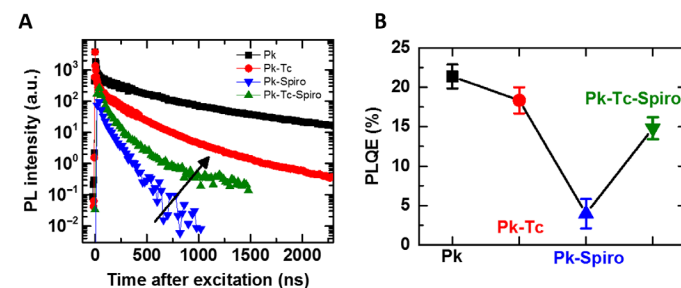 A
PL intensity (a.u.)
10³
10²
10¹
10⁰
10⁻¹
10⁻²
Pk
Pk-Tc
Pk-Spiro
Pk-Tc-Spiro
0
500
1000
1500
2000
Time after excitation (ns)
B
PLQE (%)
25
20
15
10
5
0
Pk-Tc-Spiro
Pk-Tc
Pk
Pk-Spiro